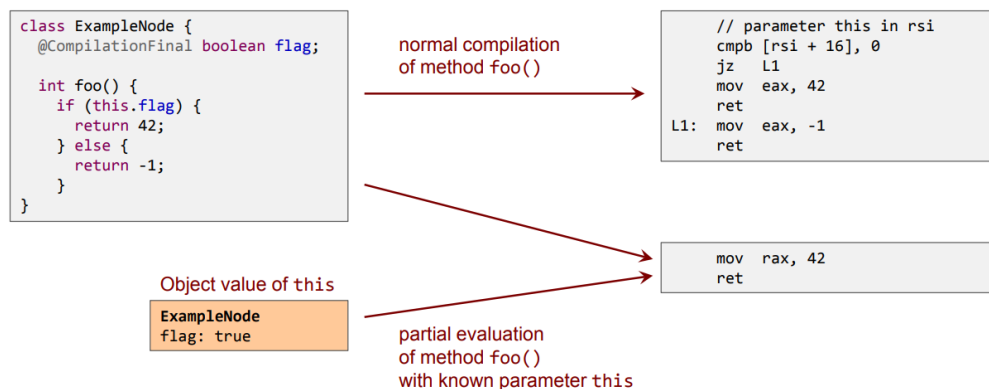 class ExampleNode {
@CompilationFinal boolean flag;
int foo() {
if (this.flag) {
return 42;
} else {
return -1;
}
}
normal compilation
of method foo()
// parameter this in rsi
cmpb [rsi + 16], 0
jz L1
mov eax, 42
ret
L1: mov eax, -1
ret
mov rax, 42
ret
Object value of this
ExampleNode
flag: true
partial evaluation
of method foo()
with known parameter this